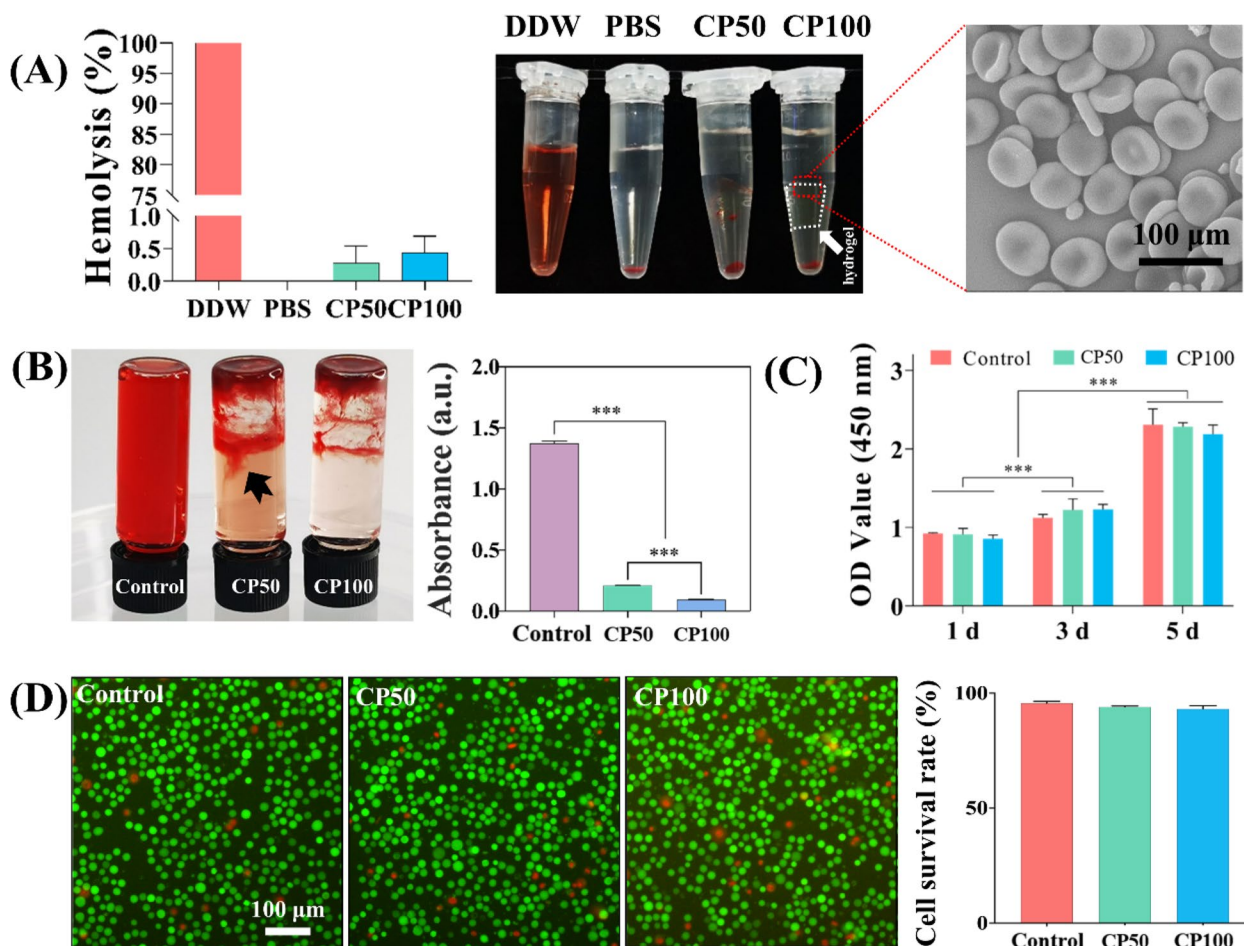 (A)
Hemolysis (%)
100
95
90
85
80
75
1.0
0.5
0.0
DDW PBS CP50 CP100
DDW PBS CP50 CP100
hydrogel
100 μm
(B)
Control CP50 CP100
Absorbance (a.u.)
2.0
1.5
1.0
0.5
0.0
***
***
Control CP50 CP100
(C)
OD Value (450 nm)
3
2
1
0
Control CP50 CP100
***
***
1 d 3 d 5 d
(D)
Control
CP50
CP100
100 μm
Cell survival rate (%)
100
50
0
Control CP50 CP100